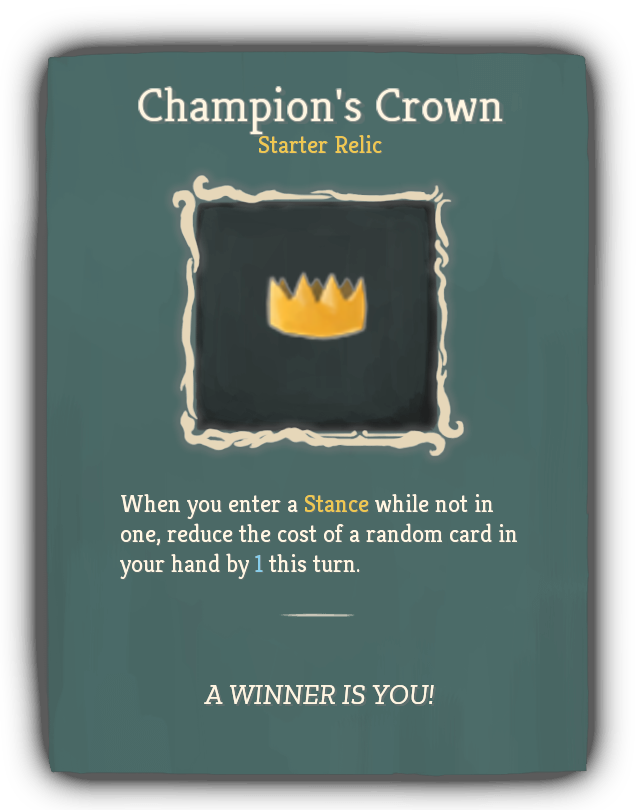 Champion's Crown
Starter Relic
When you enter a Stance while not in
one, reduce the cost of a random card in
your hand by 1 this turn.
A WINNER IS YOU!